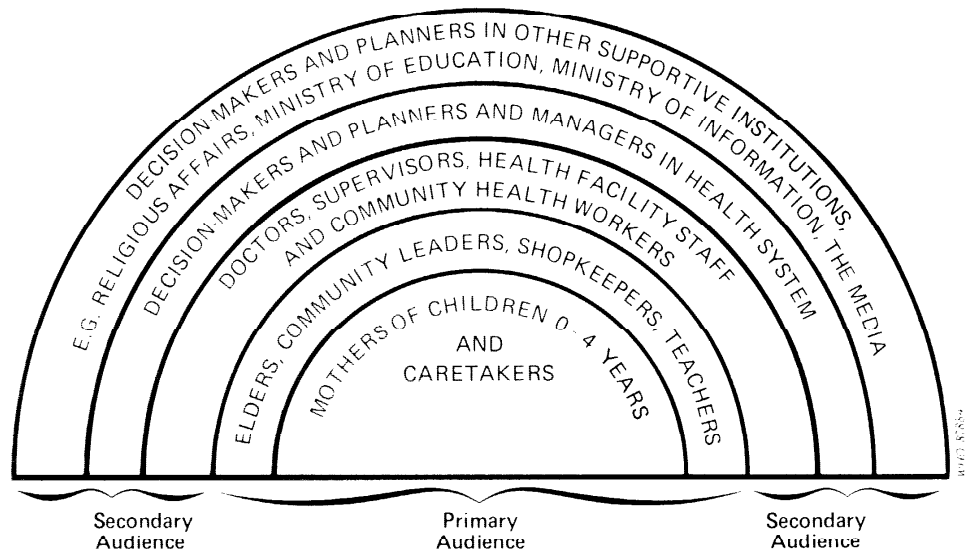 DECISION-MAKERS AND PLANNERS IN OTHER SUPPORTIVE INSTITUTIONS,
E.G. RELIGIOUS AFFAIRS, MINISTRY OF EDUCATION, MINISTRY OF INFORMATION, THE MEDIA
DECISION-MAKERS AND PLANNERS AND MANAGERS IN HEALTH SYSTEM
DOCTORS, SUPERVISORS, HEALTH FACILITY STAFF
AND COMMUNITY HEALTH WORKERS
ELDERS, COMMUNITY LEADERS, SHOPKEEPERS, TEACHERS
MOTHERS OF CHILDREN 0-4 YEARS
AND
CARETAKERS
Secondary
Audience
Primary
Audience
Secondary
Audience
WHO